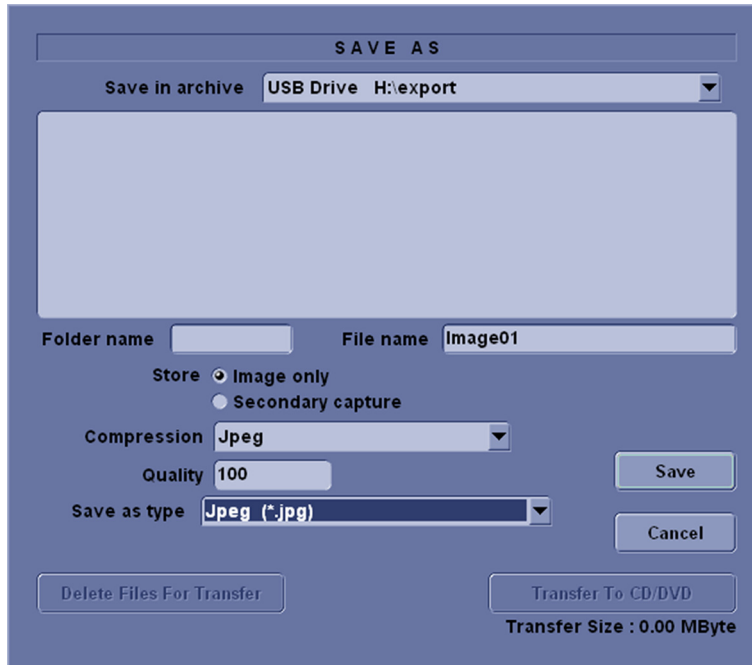 SAVE AS
Save in archive USB Drive H:\export
Folder name File name Image01
Store Image only
Secondary capture
Compression Jpeg
Quality 100
Save
Save as type Jpeg (*.jpg)
Cancel
Delete Files For Transfer Transfer To CD/DVD
Transfer Size : 0.00 MByte